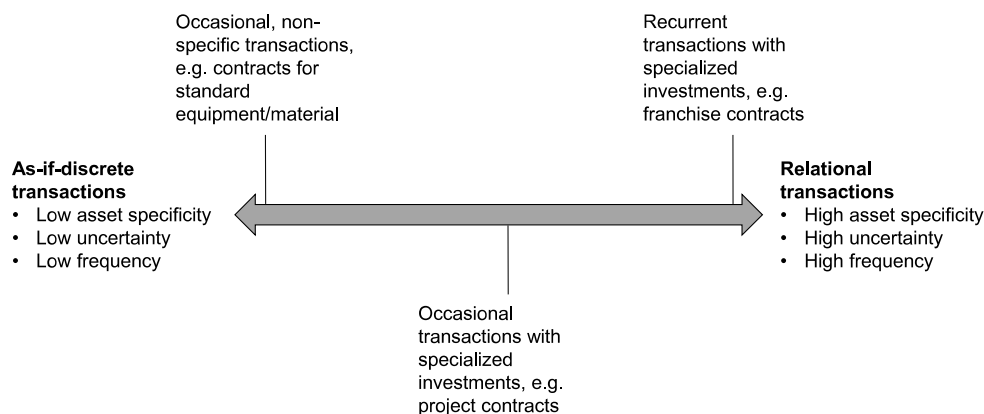 Occasional, non-
specific transactions,
e.g. contracts for
standard
equipment/material
Recurrent
transactions with
specialized
investments, e.g.
franchise contracts
As-if-discrete
transactions
• Low asset specificity
• Low uncertainty
• Low frequency
Relational
transactions
• High asset specificity
• High uncertainty
• High frequency
Occasional
transactions with
specialized
investments, e.g.
project contracts